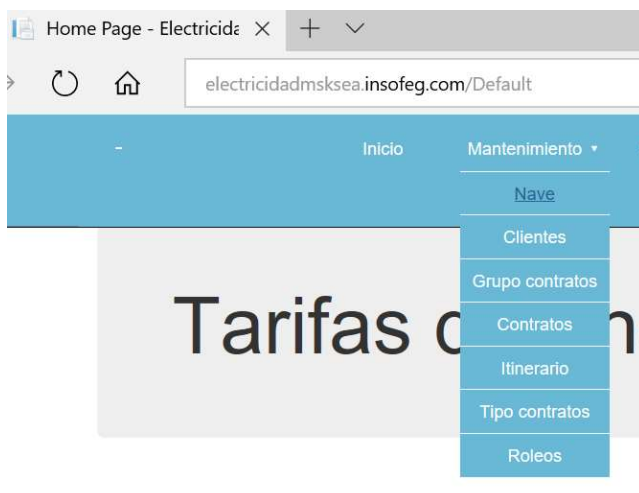 Home Page - Electricida
electricidadmsksea.insofeg.com/Default
- Inicio Mantenimiento
Nave
Clientes
Grupo contratos
Tarifas
Contratos
Itinerario
Tipo contratos
Roleos